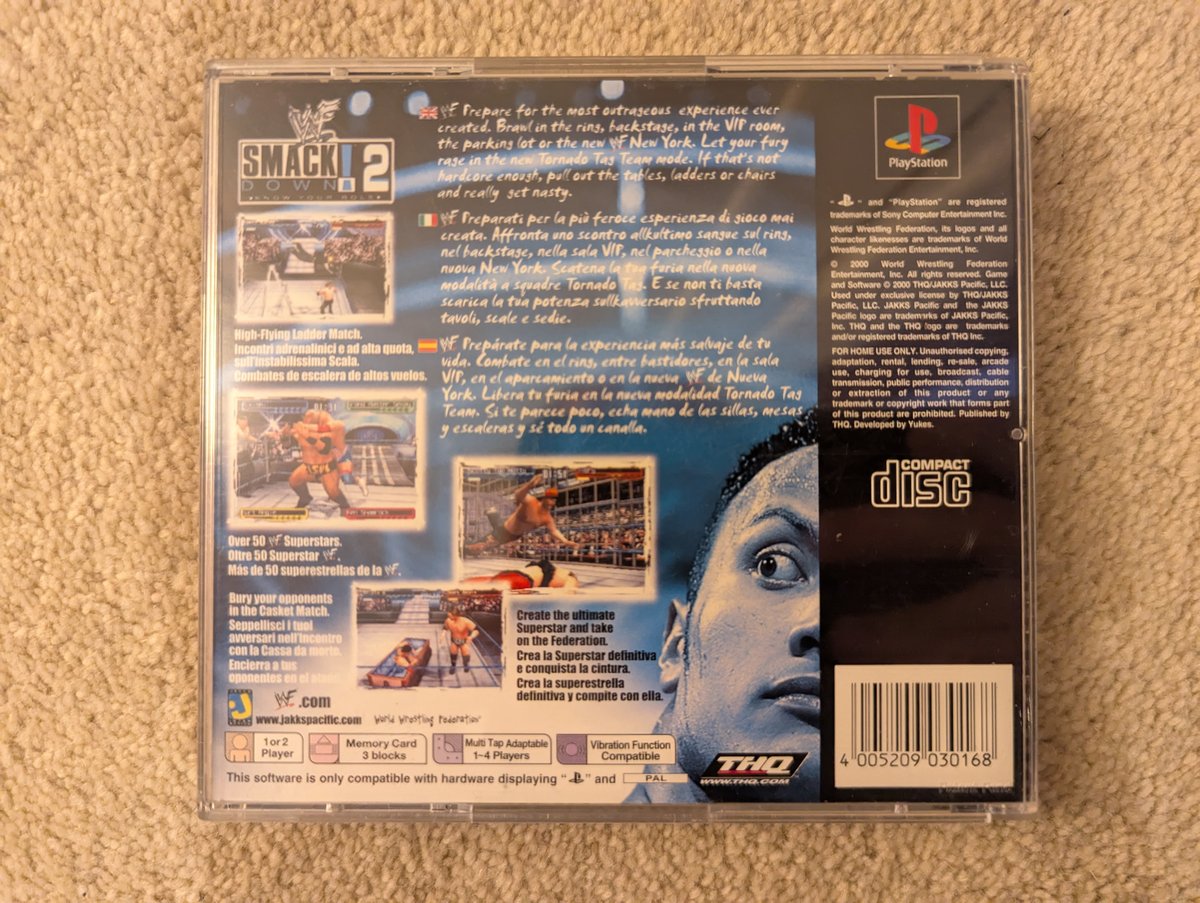 WF
SMACK
DOWN! 2
KNOW YOUR ROLE
WF Prepare for the most outrageous experience ever
created. Brawl in the ring, backstage, in the VIP room,
the parking lot or the new WF New York. Let your fury
rage in the new Tornado Tag Team mode. If that's not
hardcore enough, pull out the tables, ladders or chairs
and really get nasty.
WF Preparati per la più feroce esperienza di gioco mai
creata. Affronta uno scontro allkultimo sangue sul ring,
nel backstage, nella sala VIP, nel parcheggio o nella
nuova New York. Scatena la tua furia nella nuova
modalità a squadre Tornado Tag. E se non ti basta
scarica la tua potenza sullkavversario sfruttando
tavoli, scale e sedie.
WF Prepárate para la experiencia más salvaje de tu
vida. Combate en el ring, entre bastidores, en la sala
VIP, en el aparcamiento o en la nueva WF de Nueva
York. Libera tu furia en la nueva modalidad Tornado Tag
Team. Si te parece poco, echa mano de las sillas, mesas
y escaleras y sé todo un canalla.
High-Flying Ladder Match.
Incontri adrenalinici e ad alta quota,
sull'instabilissima Scala.
Combates de escalera de altos vuelos.
01:31
Over 50 WF Superstars.
Oltre 50 Superstar WF.
Más de 50 superestrellas de la WF.
Bury your opponents
in the Casket Match.
Seppellisci i tuoi
avversari nell'Incontro
con la Cassa da morto.
Encierra a tus
oponentes en el ataúd.
Create the ultimate
Superstar and take
on the Federation.
Crea la Superstar definitiva
e conquista la cintura.
Crea la superestrella
definitiva y compite con ella.
WF.com
www.jakkspacific.com World Wrestling Federation
1 or 2
Player
Memory Card
3 blocks
Multi Tap Adaptable
1~4 Players
Vibration Function
Compatible
This software is only compatible with hardware displaying " " and PAL
THQ
WWW.THQ.COM
PlayStation
" " and "PlayStation" are registered
trademarks of Sony Computer Entertainment Inc.
World Wrestling Federation, its logos and all
character likenesses are trademarks of World
Wrestling Federation Entertainment, Inc.
© 2000 World Wrestling Federation
Entertainment, Inc. All rights reserved. Game
and Software © 2000 THQ/JAKKS Pacific, LLC.
Used under exclusive license by THQ/JAKKS
Pacific, LLC. JAKKS Pacific and the JAKKS
Pacific logo are trademarks of JAKKS Pacific,
Inc. THQ and the THQ logo are trademarks
and/or registered trademarks of THQ Inc.
FOR HOME USE ONLY. Unauthorised copying,
adaptation, rental, lending, re-sale, arcade
use, charging for use, broadcast, cable
transmission, public performance, distribution
or extraction of this product or any
trademark or copyright work that forms part
of this product are prohibited. Published by
THQ. Developed by Yukes.
COMPACT
disc
4 005209 030168